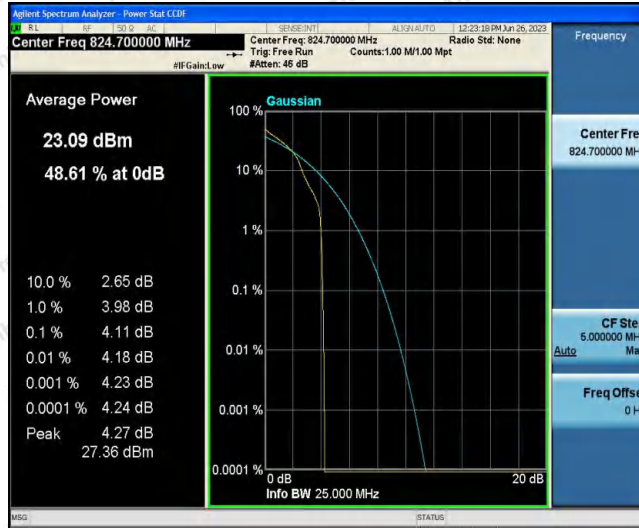 Agilent Spectrum Analyzer - Power Stat CCDF
RL RF 50 Ω AC SENSE:INT ALIGN AUTO 12:23:18 PM Jun 26, 2023
Center Freq 824.700000 MHz
Center Freq: 824.700000 MHz Radio Std: None
Trig: Free Run Counts:1.00 M/1.00 Mpt
#IFGain:Low #Atten: 46 dB
Frequency
Average Power
23.09 dBm
48.61 % at 0dB
10.0 % 2.65 dB
1.0 % 3.98 dB
0.1 % 4.11 dB
0.01 % 4.18 dB
0.001 % 4.23 dB
0.0001 % 4.24 dB
Peak 4.27 dB
27.36 dBm
Gaussian
100 %
10 %
1 %
0.1 %
0.01 %
0.001 %
0.0001 %
0 dB 20 dB
Info BW 25.000 MHz
Center Fre
824.700000 MH
CF Ste
5.000000 MH
Auto Ma
Freq Offse
0 H
MSG STATUS